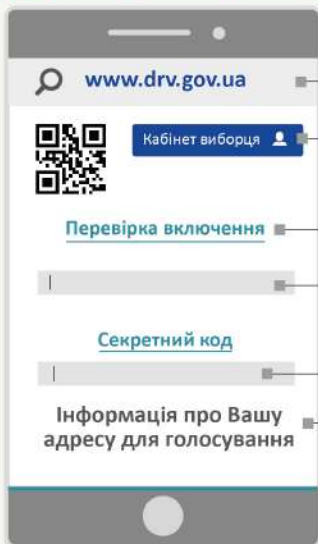 www.drv.gov.ua
Кабінет виборця
Перевірка включення
Секретний код
Інформація про Вашу
адресу для голосування